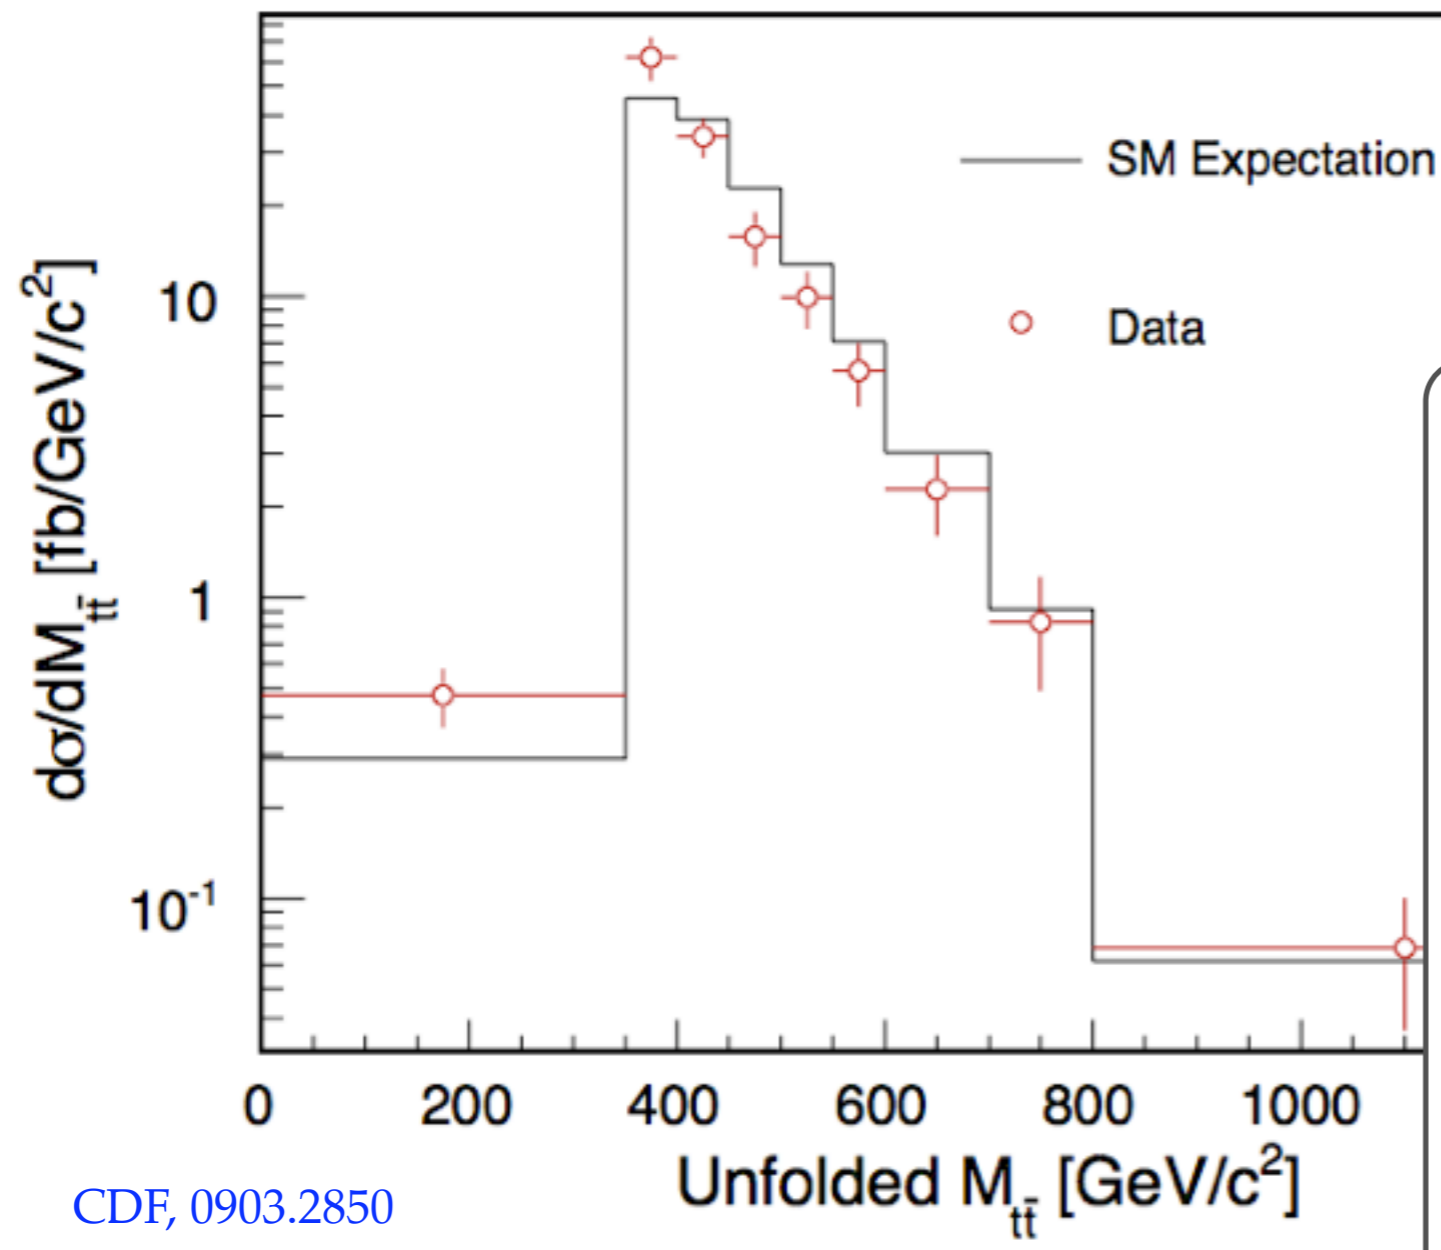 dσ/dM_tt̄ [fb/GeV/c²]
10
1
10⁻¹
SM Expectation
Data
0 200 400 600 800 1000
Unfolded M_tt̄ [GeV/c²]
CDF, 0903.2850